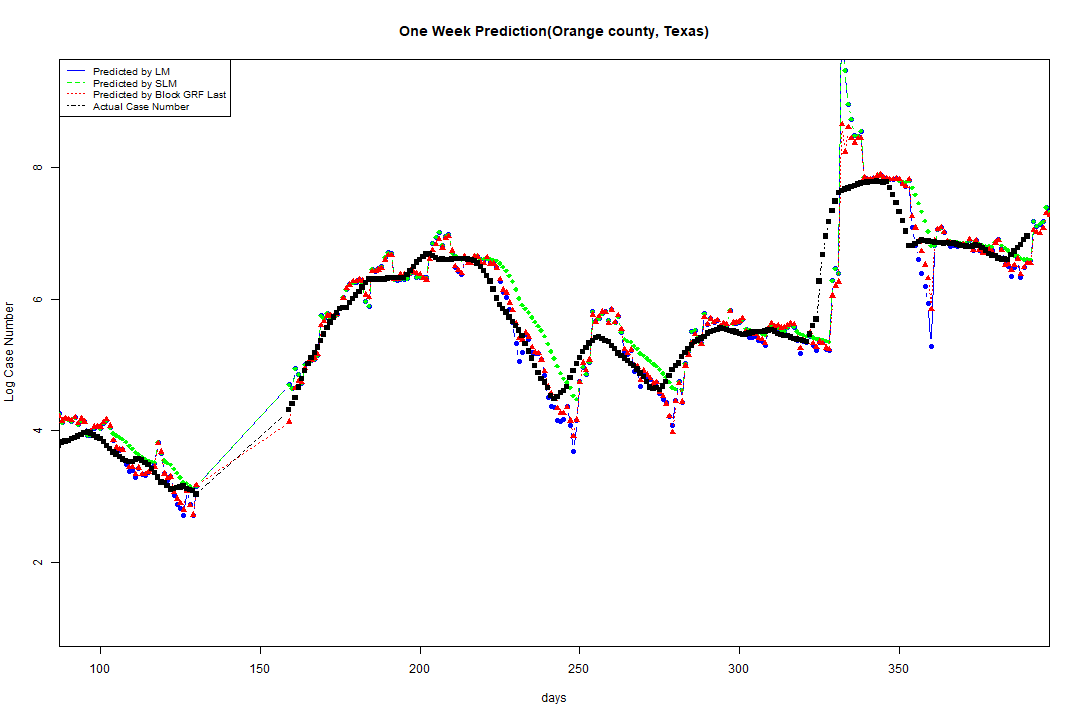 One Week Prediction(Orange county, Texas)
Predicted by LM
Predicted by SLM
Predicted by Block GRF Last
Actual Case Number
Log Case Number
8
6
4
2
100 150 200 250 300 350
days